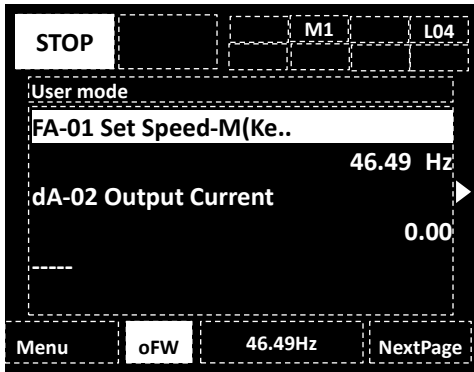 STOP M1 L04
User mode
FA-01 Set Speed-M(Ke..
46.49 Hz
dA-02 Output Current
0.00
-----
Menu oFW 46.49Hz NextPage